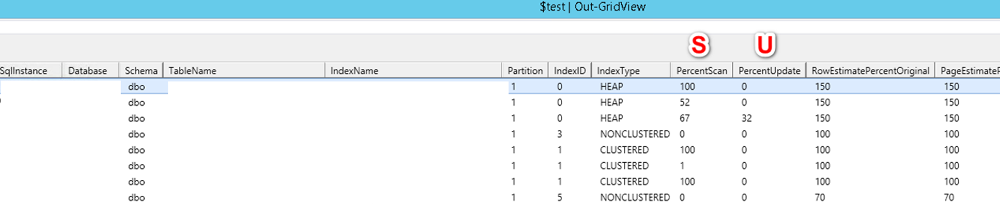 $test | Out-GridView
S U
SqlInstance Database Schema TableName IndexName Partition IndexID IndexType PercentScan PercentUpdate RowEstimatePercentOriginal PageEstimateP
dbo 1 0 HEAP 100 0 150 150
dbo 1 0 HEAP 52 0 150 150
dbo 1 0 HEAP 67 32 150 150
dbo 1 3 NONCLUSTERED 0 0 100 100
dbo 1 1 CLUSTERED 100 0 100 100
dbo 1 1 CLUSTERED 1 0 100 100
dbo 1 1 CLUSTERED 100 0 100 100
dbo 1 5 NONCLUSTERED 0 0 70 70